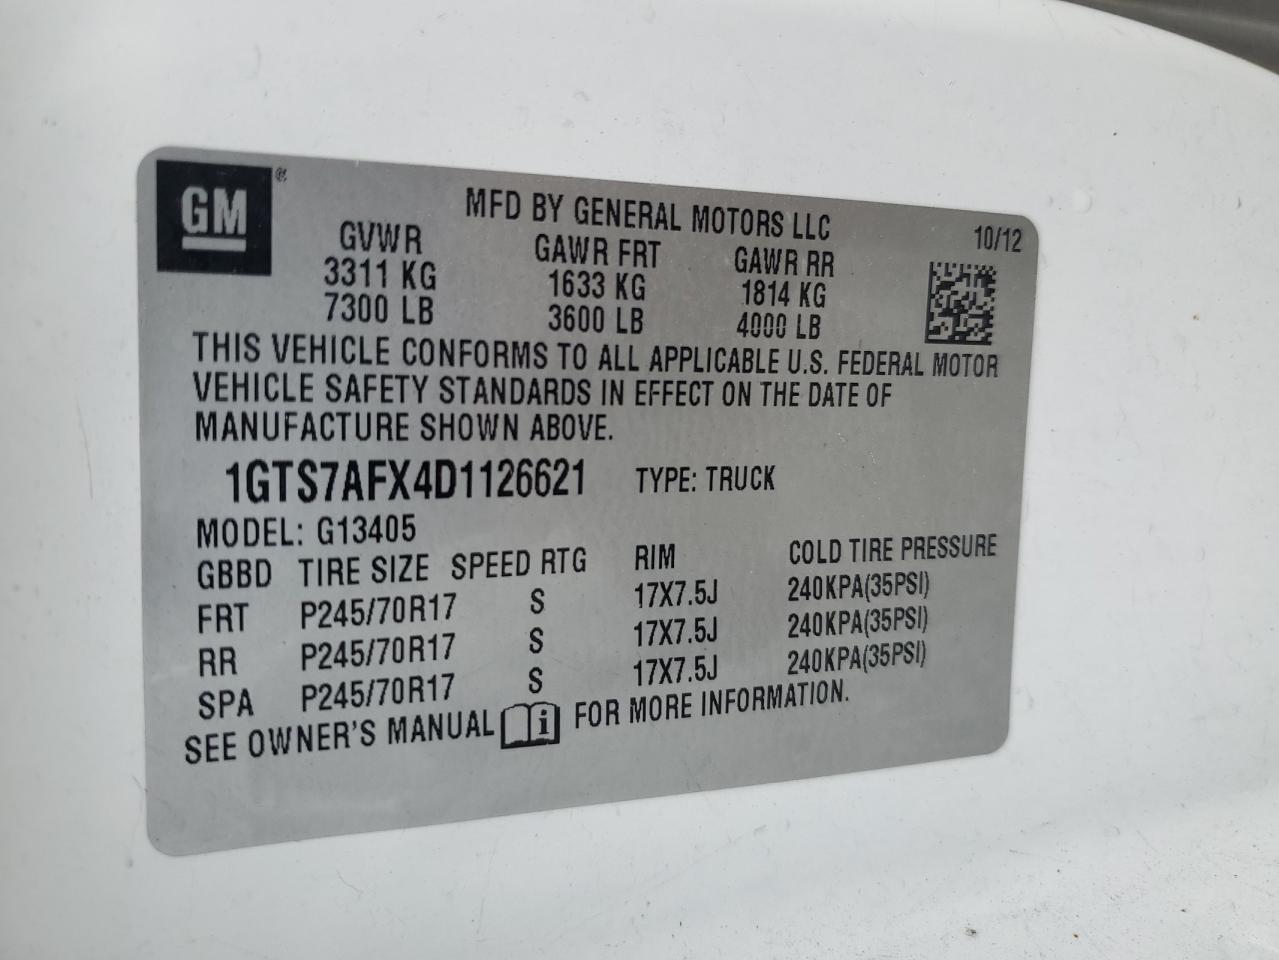 GM®
MFD BY GENERAL MOTORS LLC
10/12
GVWR GAWR FRT GAWR RR
3311 KG 1633 KG 1814 KG
7300 LB 3600 LB 4000 LB
THIS VEHICLE CONFORMS TO ALL APPLICABLE U.S. FEDERAL MOTOR
VEHICLE SAFETY STANDARDS IN EFFECT ON THE DATE OF
MANUFACTURE SHOWN ABOVE.
1GTS7AFX4D1126621 TYPE: TRUCK
MODEL: G13405
GBBD TIRE SIZE SPEED RTG RIM COLD TIRE PRESSURE
FRT P245/70R17 S 17X7.5J 240KPA(35PSI)
RR P245/70R17 S 17X7.5J 240KPA(35PSI)
SPA P245/70R17 S 17X7.5J 240KPA(35PSI)
SEE OWNER'S MANUAL i FOR MORE INFORMATION.